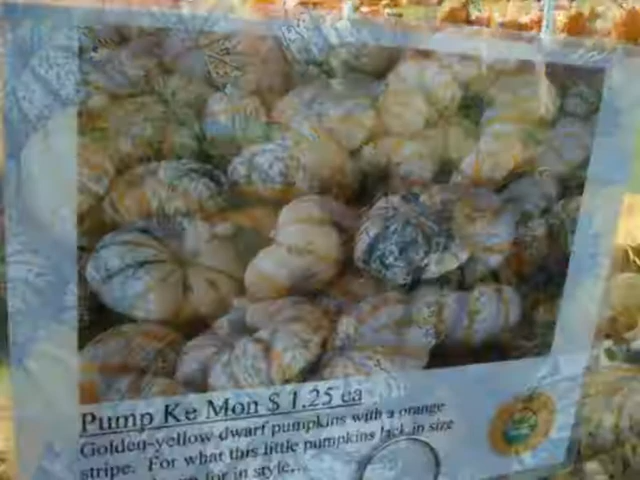 Pump Ke Mon $ 1.25 ea
Golden-yellow dwarf pumpkins with a orange
stripe. For what this little pumpkins lack in size
for in style...